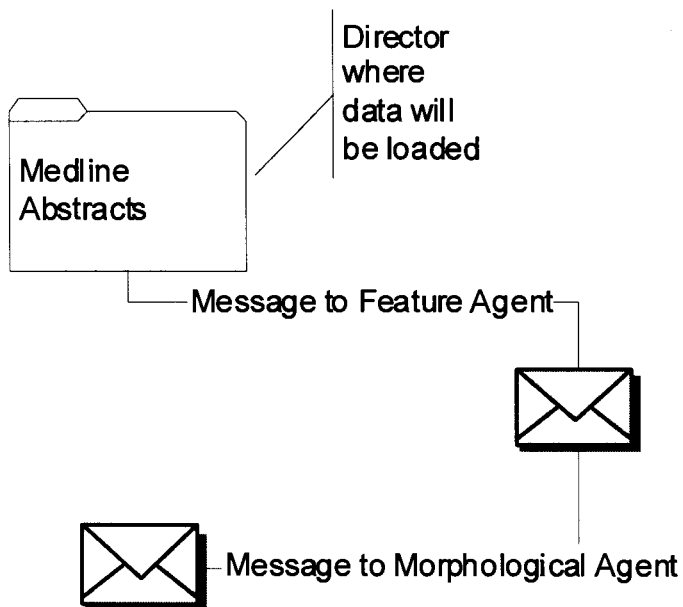 Director
where
data will
be loaded
Medline
Abstracts
Message to Feature Agent
Message to Morphological Agent